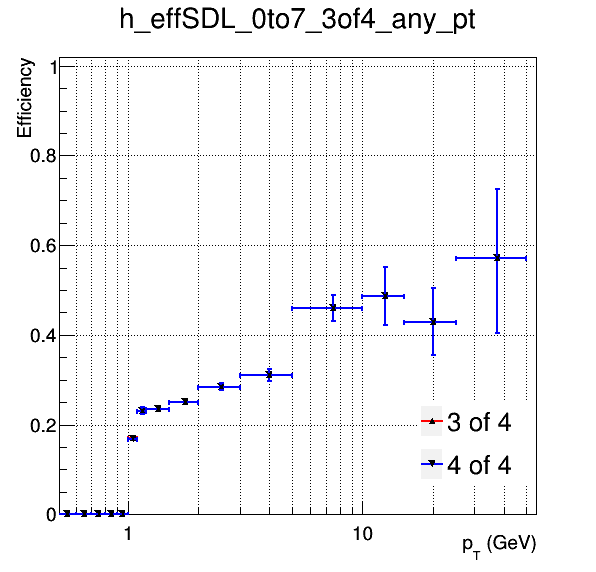 h_effSDL_0to7_3of4_any_pt
Efficiency
1
0.8
0.6
0.4
0.2
0
3 of 4
4 of 4
1
10
p_T (GeV)